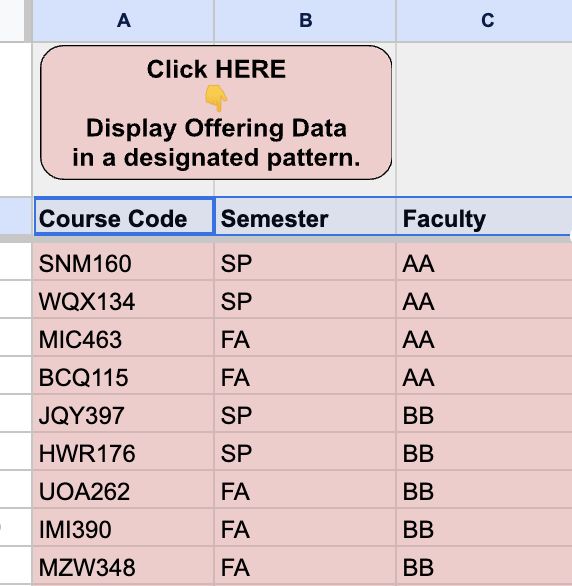 A B C
Click HERE
👇
Display Offering Data
in a designated pattern.
Course Code Semester Faculty
SNM160 SP AA
WQX134 SP AA
MIC463 FA AA
BCQ115 FA AA
JQY397 SP BB
HWR176 SP BB
UOA262 FA BB
IMI390 FA BB
MZW348 FA BB